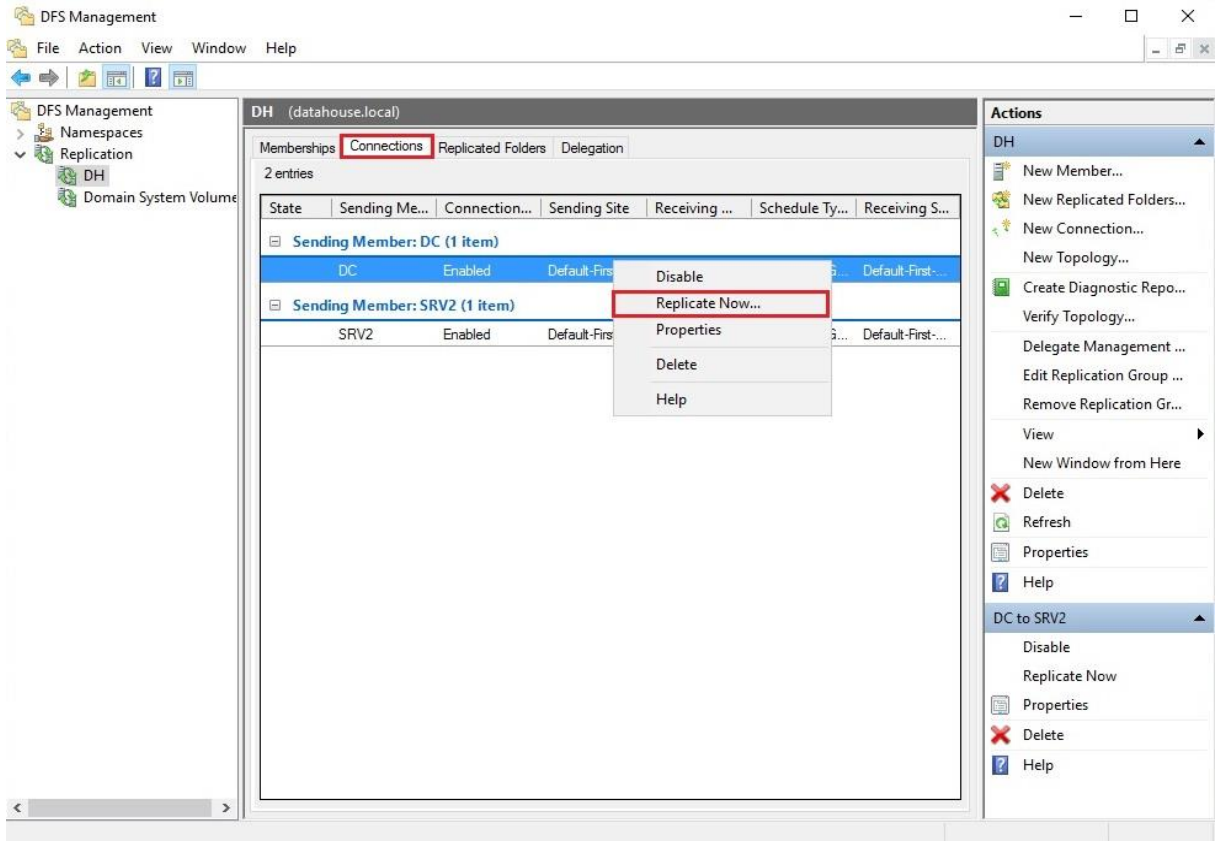 DFS Management
File Action View Window Help
DFS Management
Namespaces
Replication
DH
Domain System Volume
DH (datahouse.local)
Memberships Connections Replicated Folders Delegation
2 entries
State Sending Me... Connection... Sending Site Receiving ... Schedule Ty... Receiving S...
Sending Member: DC (1 item)
DC Enabled Default-Firs G... Default-First-...
Sending Member: SRV2 (1 item)
SRV2 Enabled Default-Firs G... Default-First-...
Disable
Replicate Now...
Properties
Delete
Help
Actions
DH
New Member...
New Replicated Folders...
New Connection...
New Topology...
Create Diagnostic Repo...
Verify Topology...
Delegate Management ...
Edit Replication Group ...
Remove Replication Gr...
View
New Window from Here
Delete
Refresh
Properties
Help
DC to SRV2
Disable
Replicate Now
Properties
Delete
Help